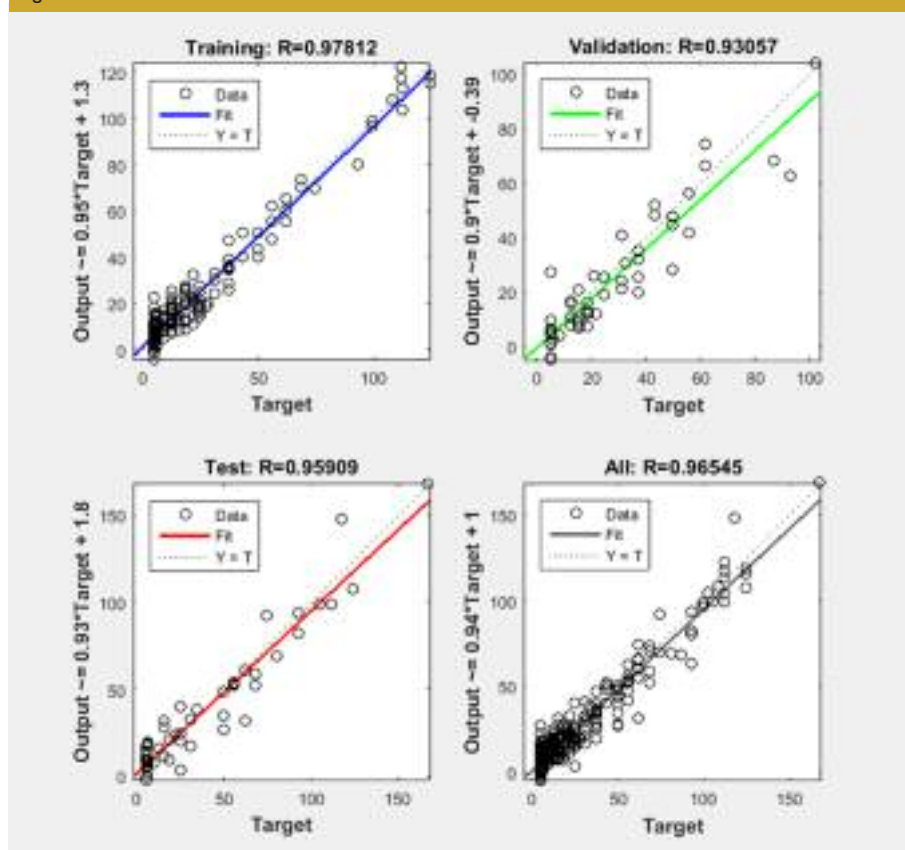 Training: R=0.97812
Output ~= 0.95*Target + 1.3
120
100
80
60
40
20
0
Data
Fit
Y = T
0
50
100
Target
Validation: R=0.93057
Output ~= 0.9*Target + -0.39
100
80
60
40
20
0
Data
Fit
Y = T
0
20
40
60
80
100
Target
Test: R=0.95909
Output ~= 0.93*Target + 1.8
150
100
50
0
Data
Fit
Y = T
0
50
100
150
Target
All: R=0.96545
Output ~= 0.94*Target + 1
150
100
50
0
Data
Fit
Y = T
0
50
100
150
Target